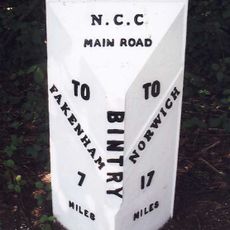 N.C.C
MAIN ROAD
TO
FAKENHAM
7
MILES
BINTRY
TO
NORWICH
17
MILES